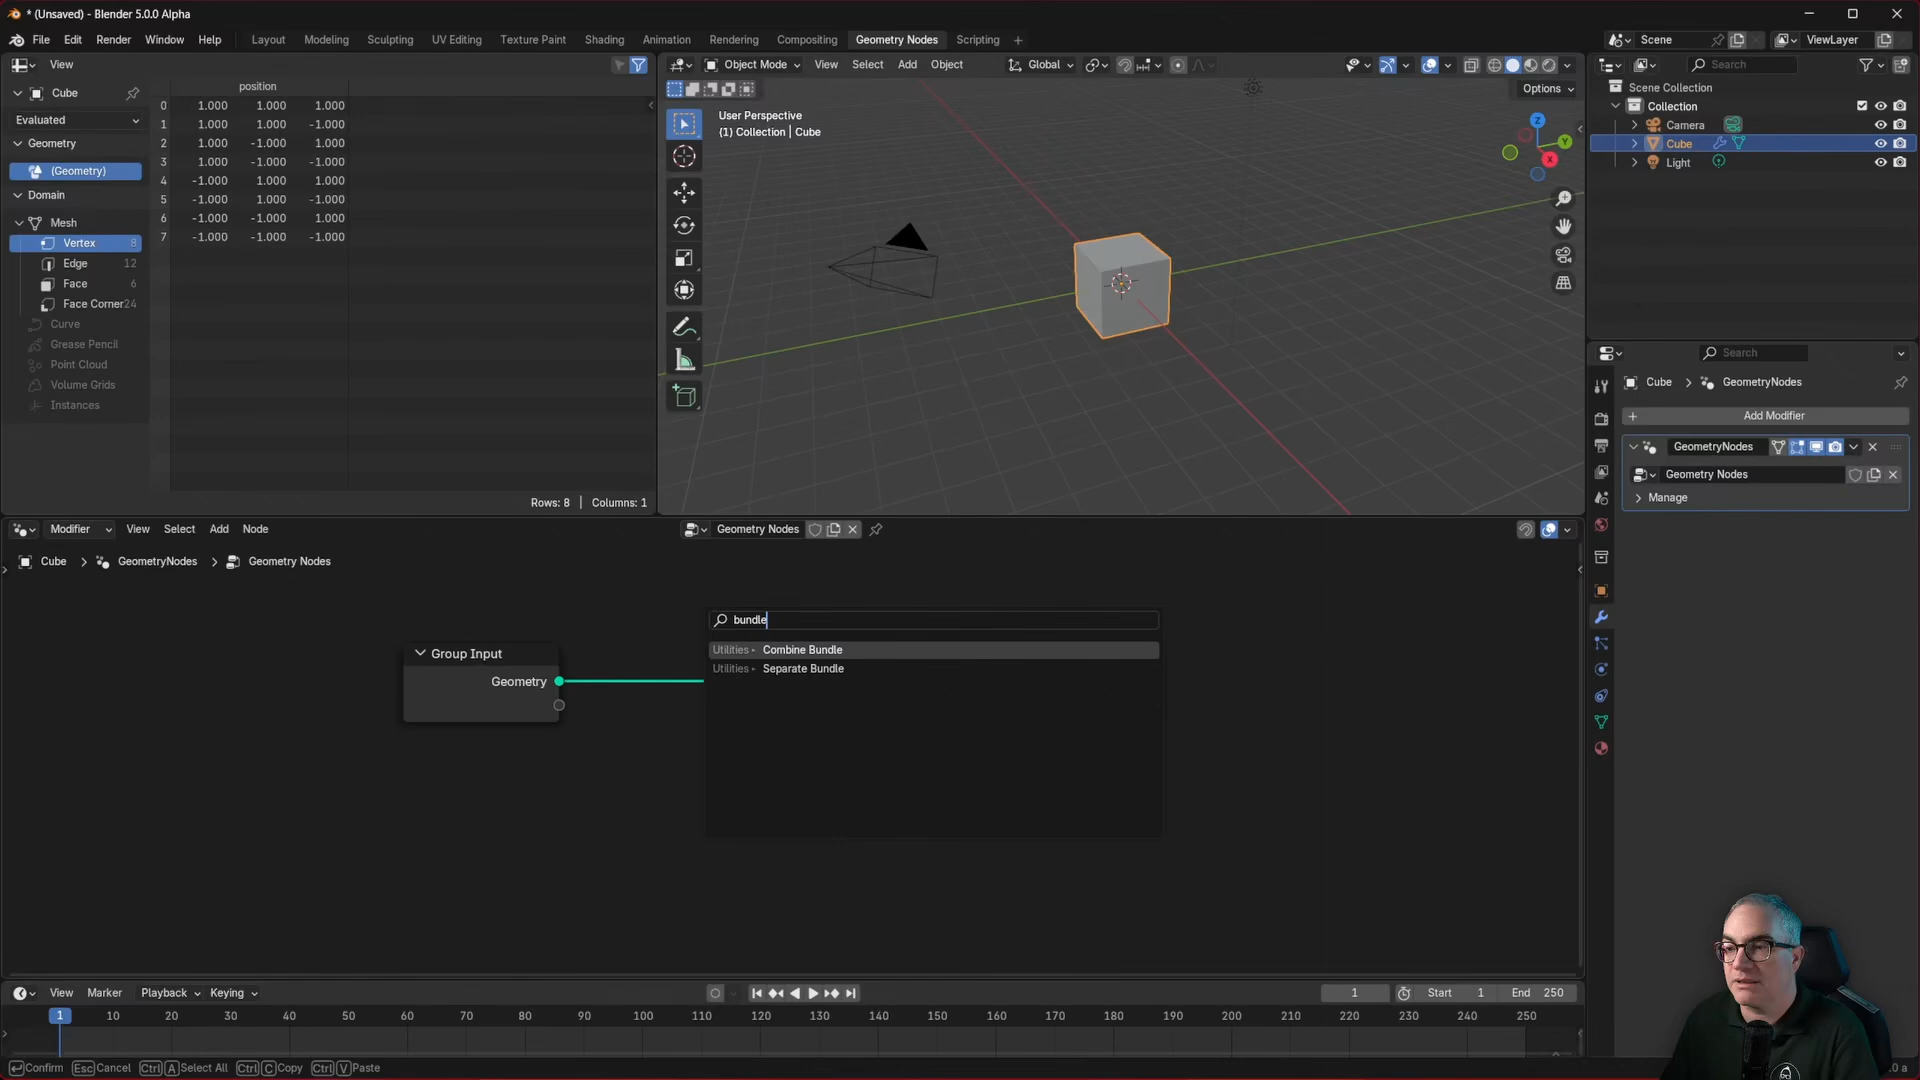 * (Unsaved) - Blender 5.0.0 Alpha
File Edit Render Window Help Layout Modeling Sculpting UV Editing Texture Paint Shading Animation Rendering Compositing Geometry Nodes Scripting + Scene ViewLayer
View
Object Mode View Select Add Object Global
Search
Cube
position
Options
Scene Collection
0 1.000 1.000 1.000
Collection
Evaluated
1 1.000 1.000 -1.000
User Perspective
(1) Collection | Cube
Camera
Geometry
2 1.000 -1.000 1.000
Cube
3 1.000 -1.000 -1.000
Light
(Geometry)
4 -1.000 1.000 1.000
Domain
5 -1.000 1.000 -1.000
6 -1.000 -1.000 1.000
Mesh
7 -1.000 -1.000 -1.000
Vertex 8
Edge 12
Face 6
Face Corner 24
Curve
Grease Pencil
Point Cloud
Volume Grids
Instances
Z
Y
X
Search
Cube > GeometryNodes
+ Add Modifier
GeometryNodes
Geometry Nodes
Manage
Rows: 8 | Columns: 1
Modifier View Select Add Node Geometry Nodes
Cube > GeometryNodes > Geometry Nodes
bundle
Utilities Combine Bundle
Utilities Separate Bundle
Group Input
Geometry
View Marker Playback Keying 1 Start 1 End 250
1 10 20 30 40 50 60 70 80 90 100 110 120 130 140 150 160 170 180 190 200 210 220 230 240 250
Confirm Esc Cancel Ctrl A Select All Ctrl C Copy Ctrl V Paste
.0 a